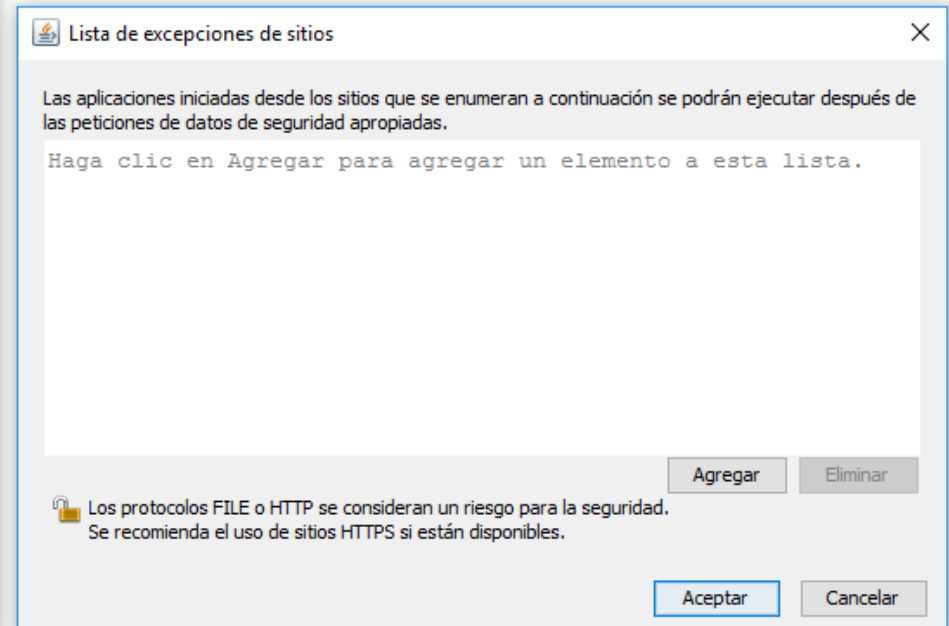 Lista de excepciones de sitios
Las aplicaciones iniciadas desde los sitios que se enumeran a continuación se podrán ejecutar después de
las peticiones de datos de seguridad apropiadas.
Haga clic en Agregar para agregar un elemento a esta lista.
Agregar
Eliminar
Los protocolos FILE o HTTP se consideran un riesgo para la seguridad.
Se recomienda el uso de sitios HTTPS si están disponibles.
Aceptar
Cancelar